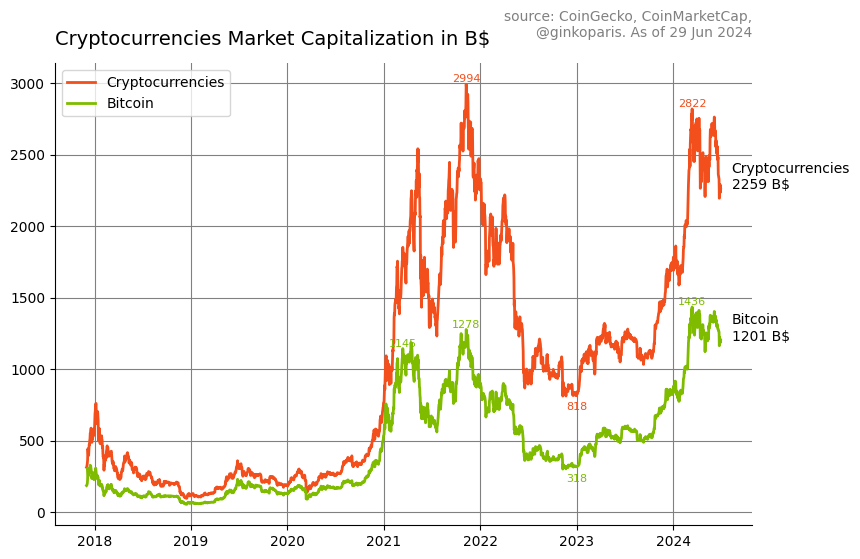 source: CoinGecko, CoinMarketCap,
@ginkoparis. As of 29 Jun 2024
Cryptocurrencies Market Capitalization in B$
Cryptocurrencies
Bitcoin
3000
2500
2000
1500
1000
500
0
2994
2822
1145
1278
1436
818
318
Cryptocurrencies
2259 B$
Bitcoin
1201 B$
2018 2019 2020 2021 2022 2023 2024